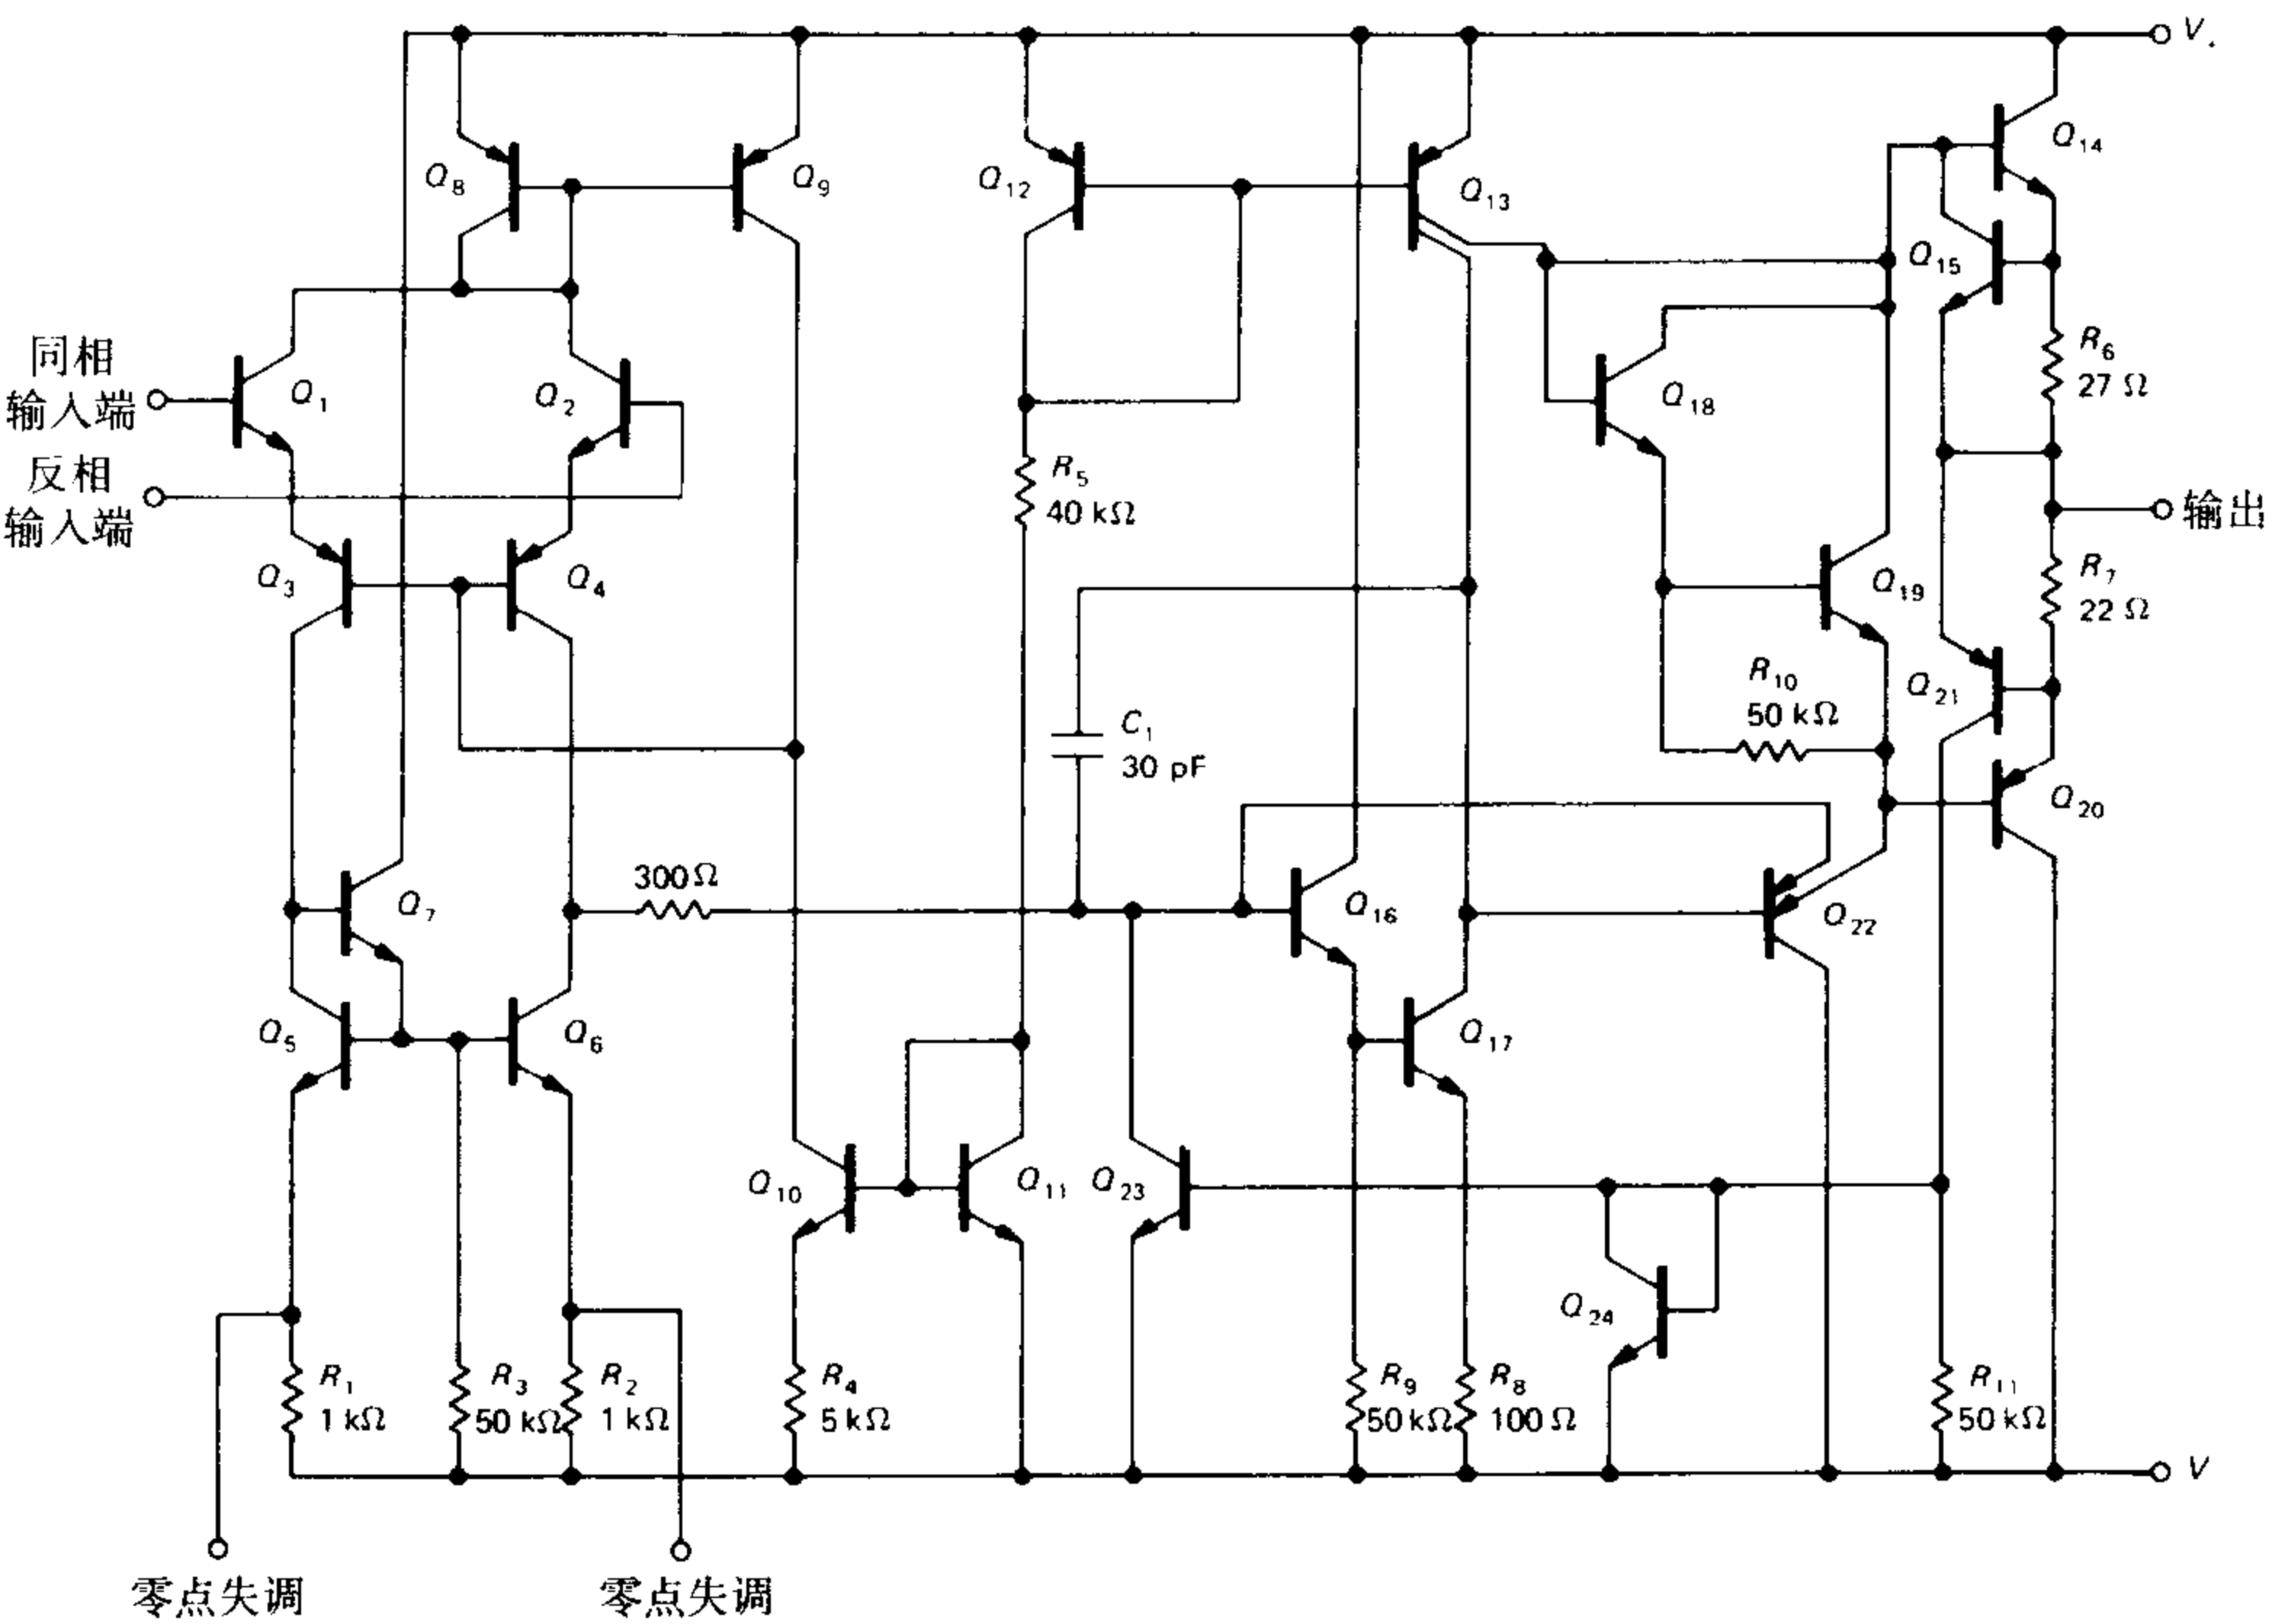 V₊
Q₈
Q₉
Q₁₂
Q₁₃
Q₁₄
Q₁₅
同相
输入端
Q₁
Q₂
Q₁₈
R₆
27 Ω
反相
输入端
R₅
40 kΩ
输出
Q₃
Q₄
Q₁₉
R₇
22 Ω
R₁₀
50 kΩ
Q₂₁
C₁
30 pF
Q₂₀
300Ω
Q₇
Q₁₆
Q₂₂
Q₅
Q₆
Q₁₇
Q₁₀
Q₁₁
Q₂₃
Q₂₄
R₁
1 kΩ
R₃
50 kΩ
R₂
1 kΩ
R₄
5 kΩ
R₉
50 kΩ
R₈
100 Ω
R₁₁
50 kΩ
V
零点失调
零点失调